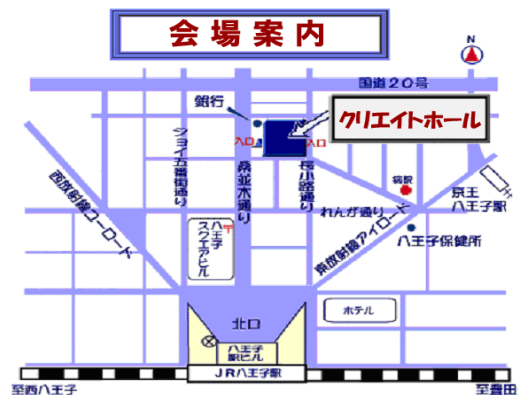 会場案内
N
国道20号
銀行
クリエイトホール
入口
入口
ジョイ五番街通り
桑並木通り
長小路通り
病院
京王
八王子駅
西放射線ユーロード
れんが通り
東放射線アイロード
八王子保健所
八王子
スクエアビル
〒
北口
ホテル
八王子
駅ビル
JR八王子駅
至西八王子
至豊田